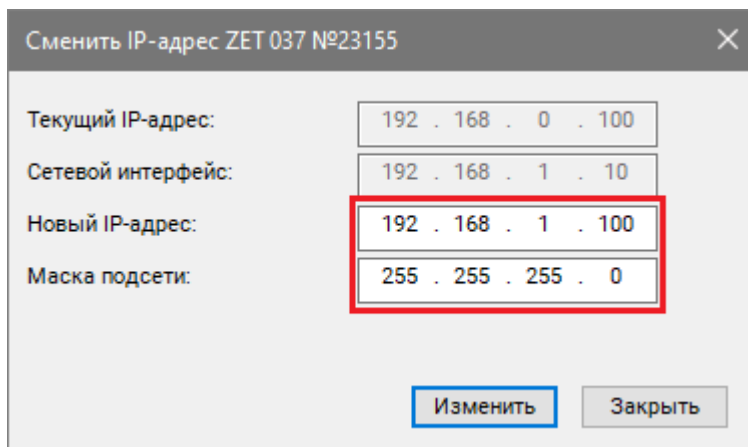 Сменить IP-адрес ZET 037 №23155
Текущий IP-адрес: 192 . 168 . 0 . 100
Сетевой интерфейс: 192 . 168 . 1 . 10
Новый IP-адрес: 192 . 168 . 1 . 100
Маска подсети: 255 . 255 . 255 . 0
Изменить Закрыть